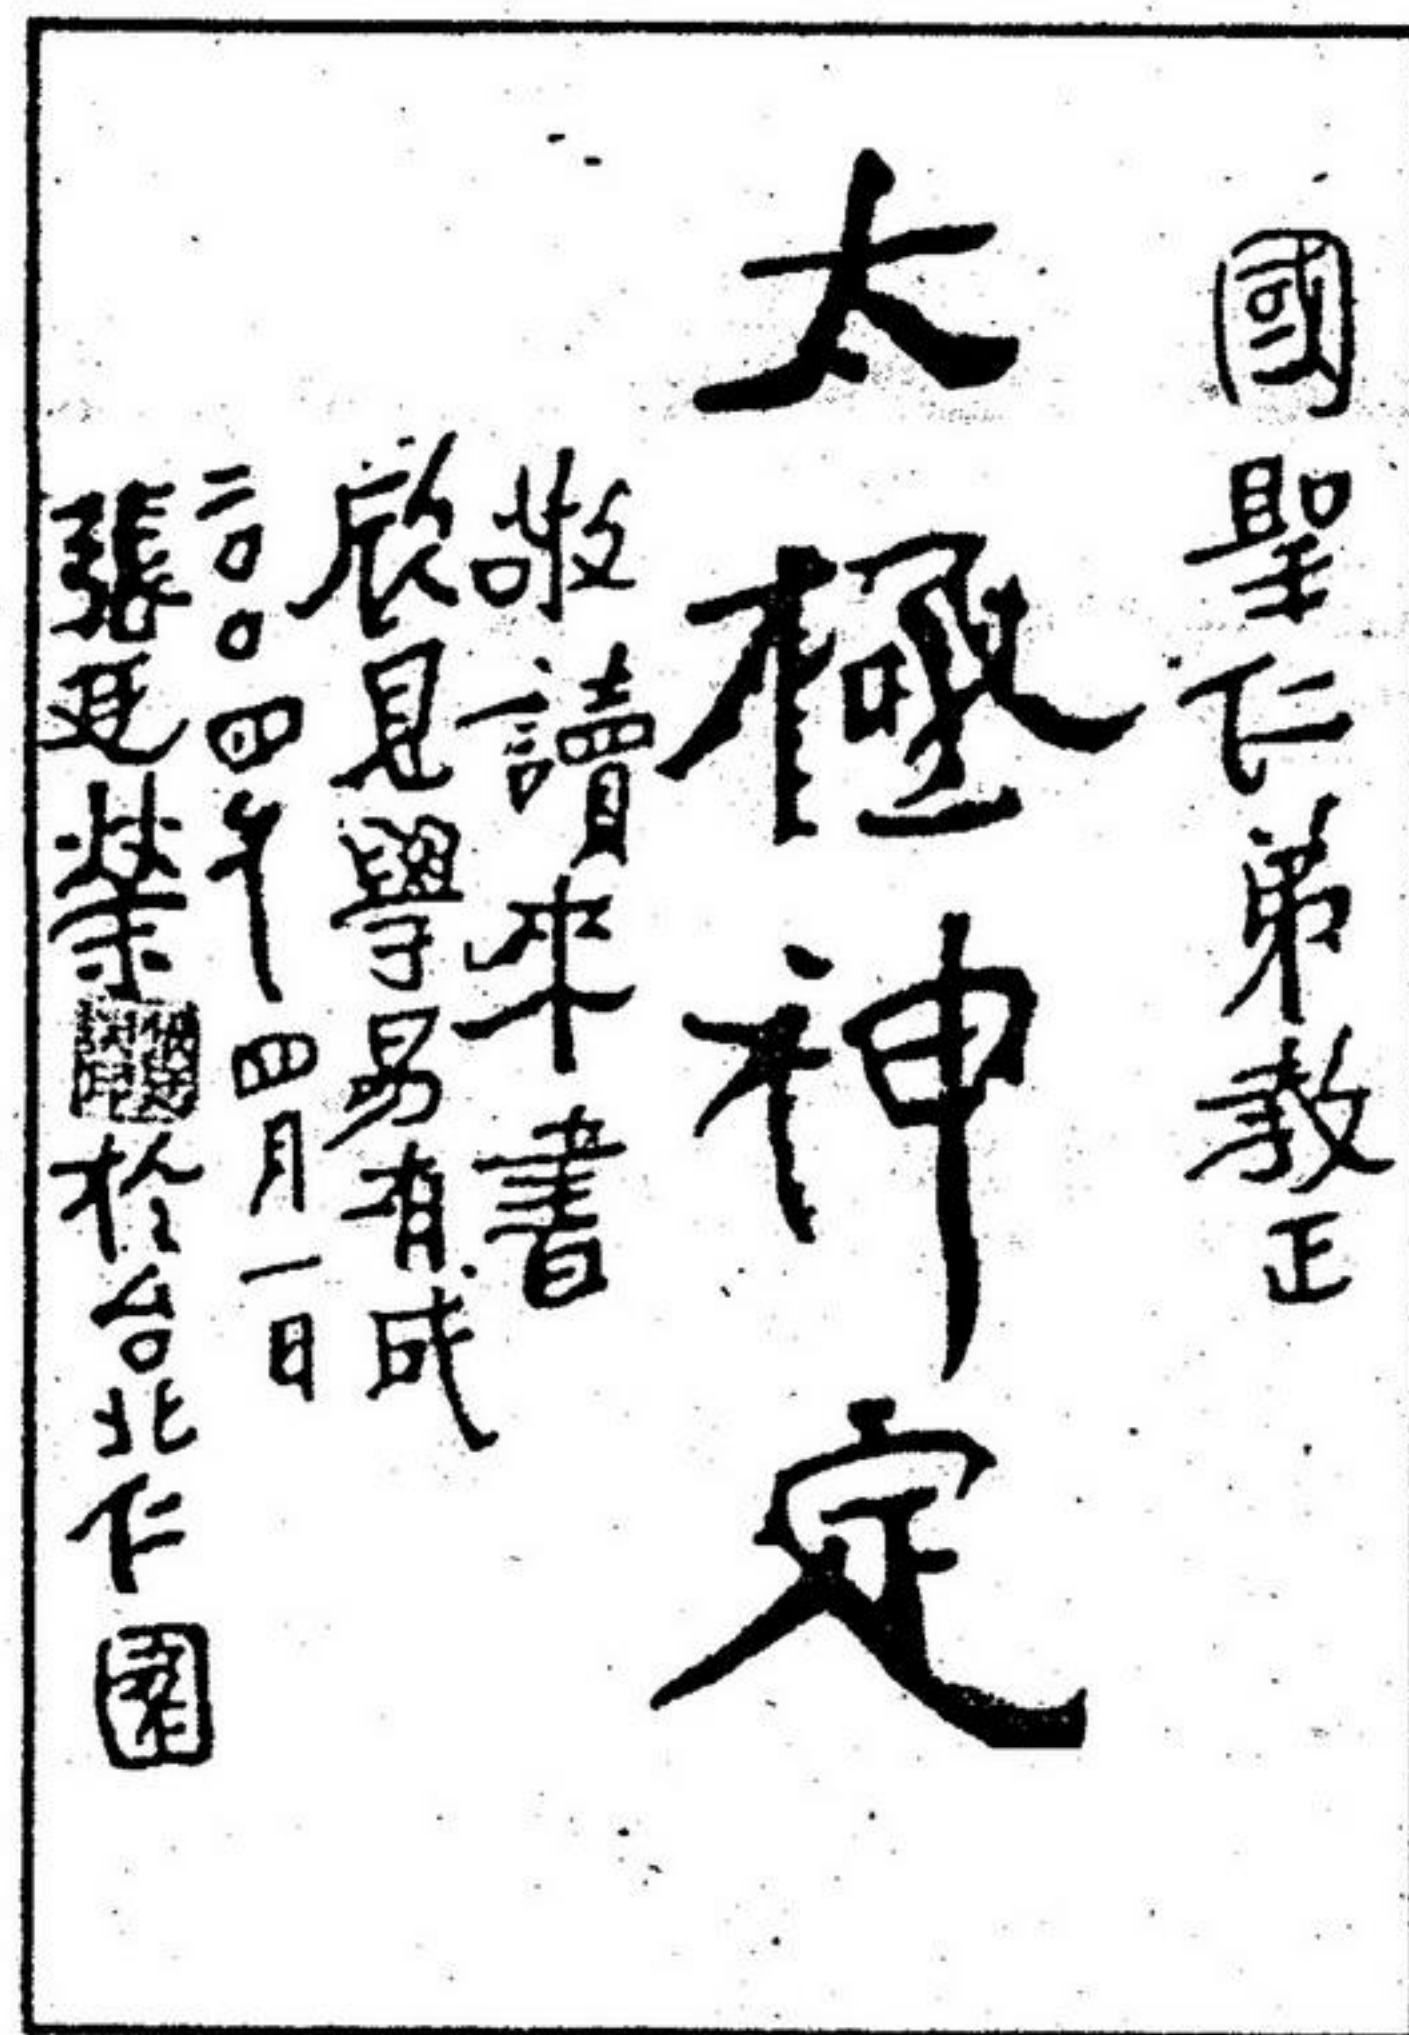 國聖仁弟教正
太極神定
敬讀來書
欣見學易有成
二〇〇四年四月一日
張廷榮 於台北仁園